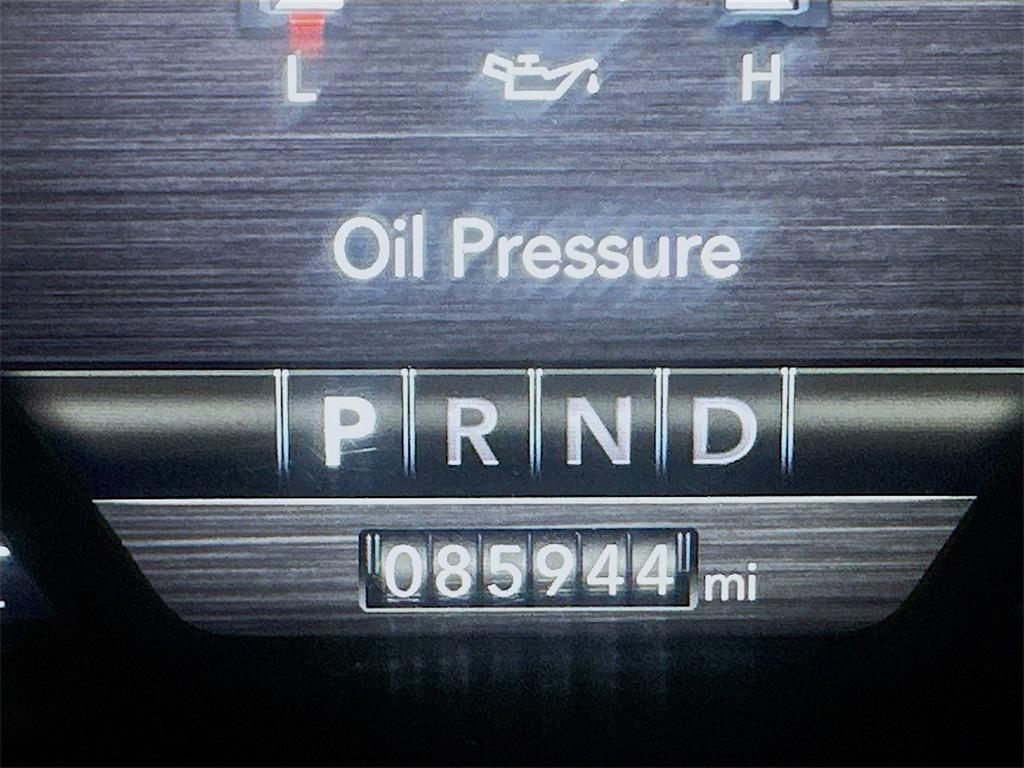 L H
Oil Pressure
P R N D
085944 mi